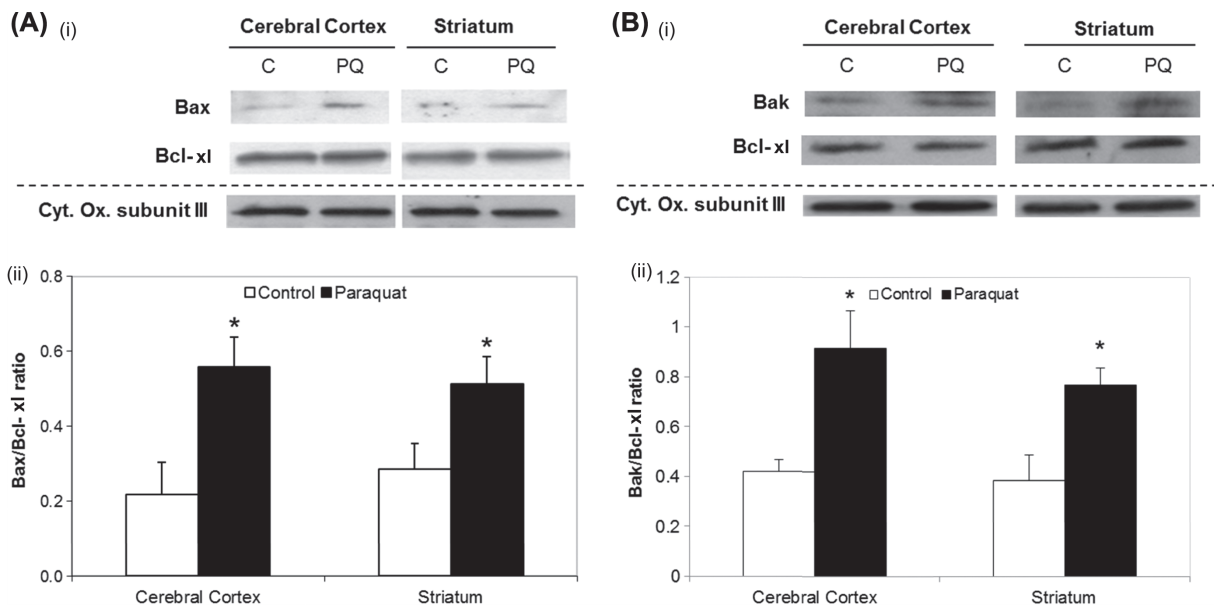 (A) (i)
Cerebral Cortex Striatum
C PQ C PQ
Bax
Bcl-xl
Cyt. Ox. subunit III
(ii)
0.8
0.6
0.4
0.2
0.0
Bax/Bcl- xl ratio
Control Paraquat
* *
Cerebral Cortex Striatum
(B) (i)
Cerebral Cortex Striatum
C PQ C PQ
Bak
Bcl-xl
Cyt. Ox. subunit III
(ii)
1.2
1
0.8
0.6
0.4
0.2
0
Bak/Bcl-xl ratio
Control Paraquat
* *
Cerebral Cortex Striatum